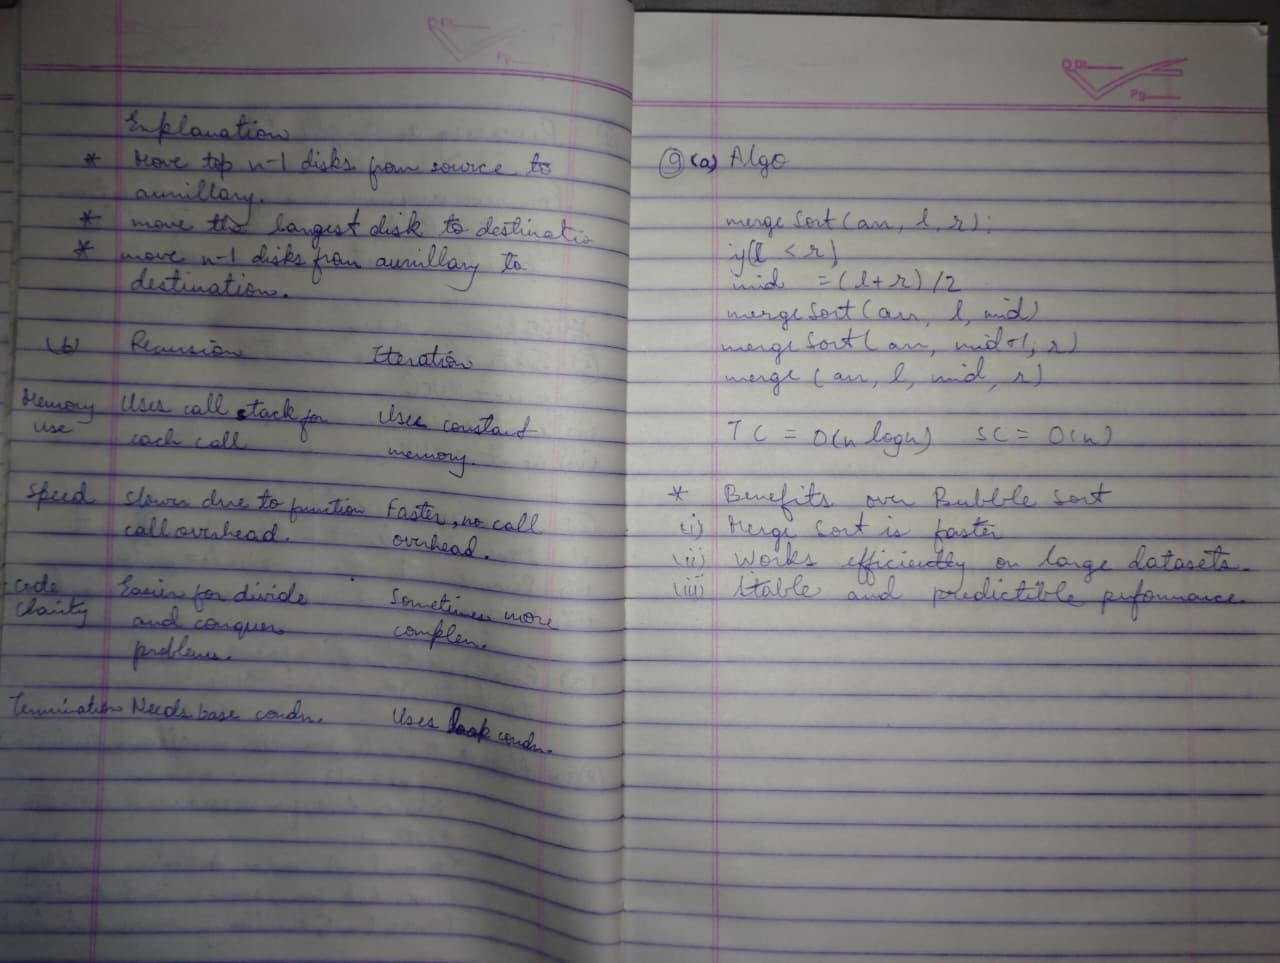 Explanation
* Move top n-1 disks from source to
auxillary.
* move the largest disk to destinatio
* move n-1 disks from auxillary to
destination.
(b) Recursion Iteration
Memory use Uses call stack for each call Uses constant memory.
Speed slower due to function call overhead. Faster, no call overhead.
Code Clarity Easier for divide and conquer problems. Sometimes more complex.
Termination Needs base condn. Uses loop condn.
D Dt
Pg
9 (a) Algo
merge Sort (arr, l, r):
if(l < r)
mid = (l+r)/2
merge Sort (arr, l, mid)
merge Sort (arr, mid+1, r)
merge (arr, l, mid, r)
TC = O(n logn) SC = O(n)
* Benefits over Bubble sort
(i) Merge Sort is faster
(ii) Works efficiently on large datasets.
(iii) Stable and predictible performance.